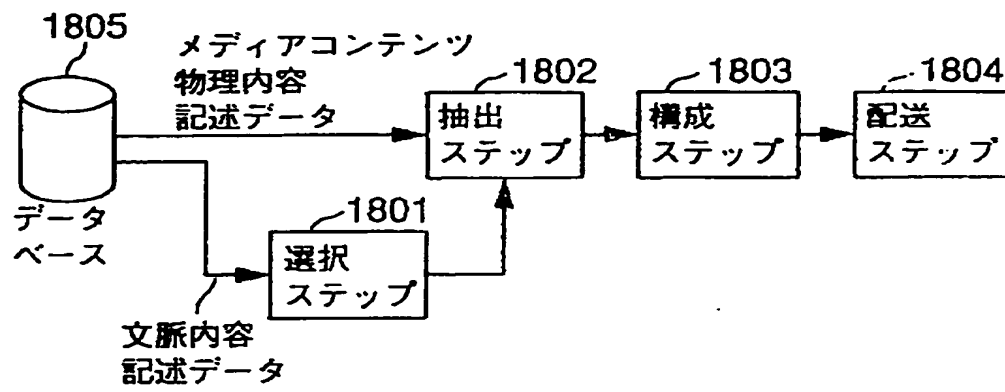 1805
メディアコンテンツ
物理内容
記述データ
1802
抽出
ステップ
1803
構成
ステップ
1804
配送
ステップ
データ
ベース
1801
選択
ステップ
文脈内容
記述データ